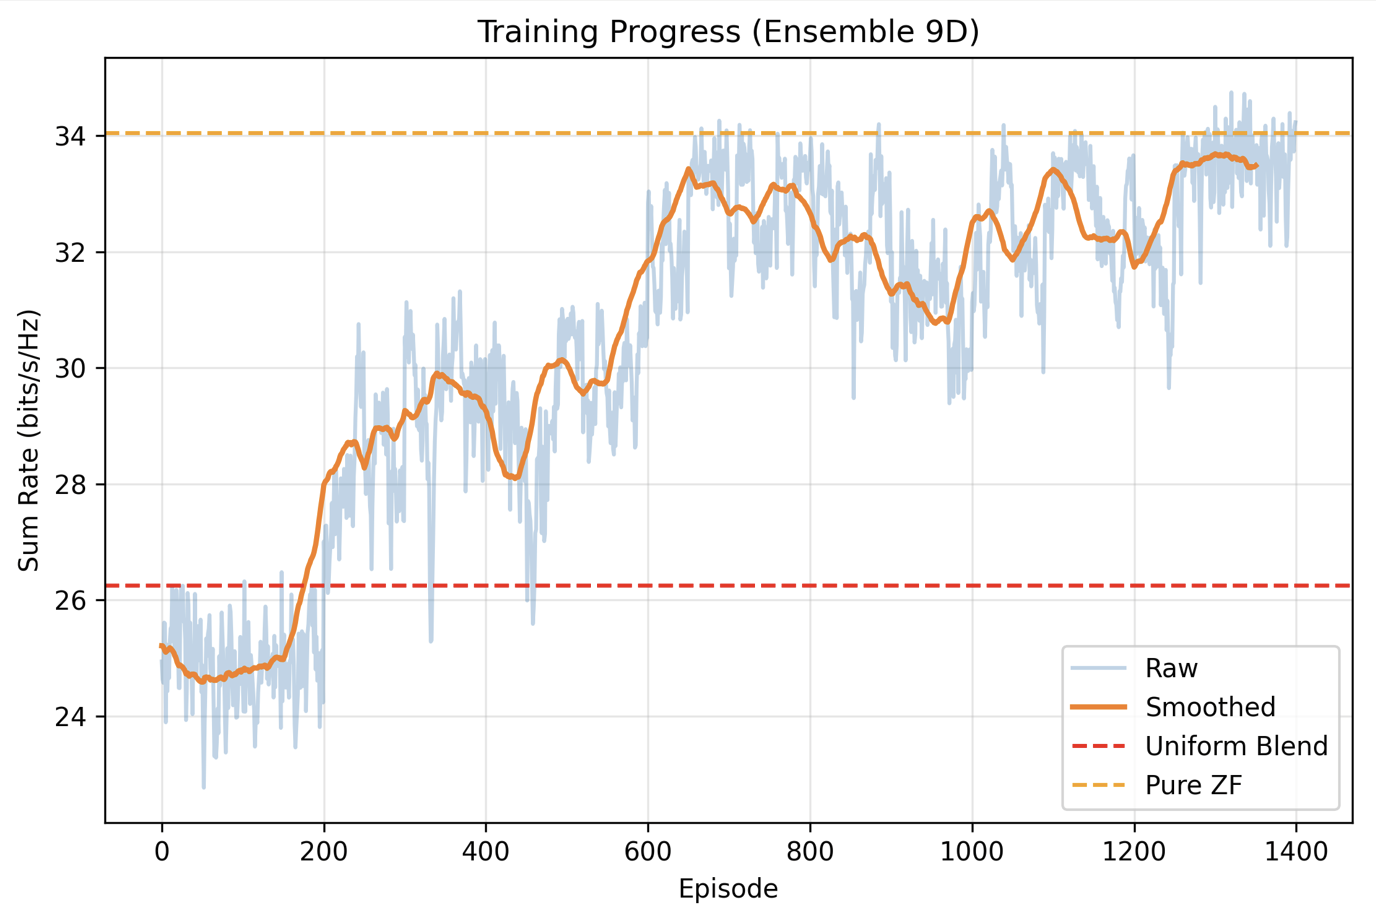 Training Progress (Ensemble 9D)
Sum Rate (bits/s/Hz)
34
32
30
28
26
24
Raw
Smoothed
Uniform Blend
Pure ZF
0 200 400 600 800 1000 1200 1400
Episode